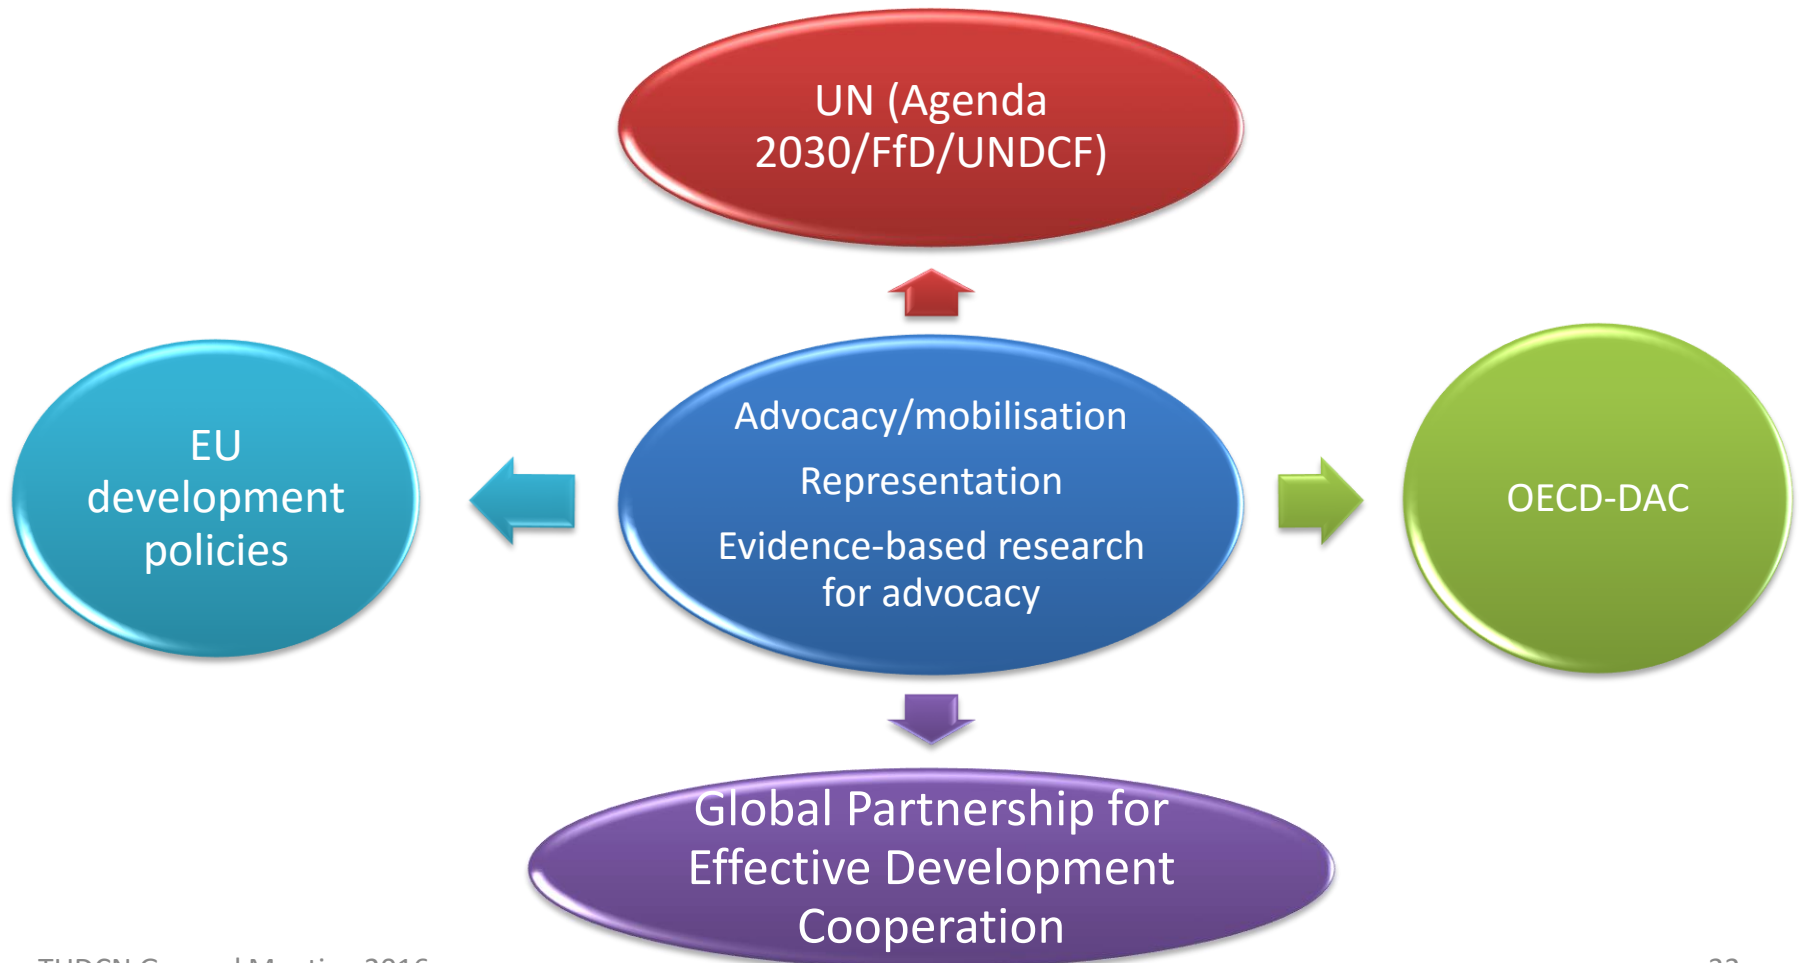 UN (Agenda
2030/FfD/UNDCF)
EU
development
policies
Advocacy/mobilisation
Representation
Evidence-based research
for advocacy
OECD-DAC
Global Partnership for
Effective Development
Cooperation